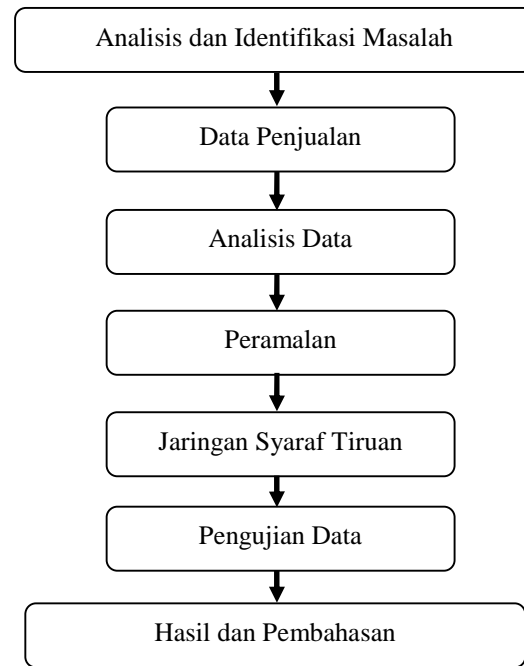 Analisis dan Identifikasi Masalah
Data Penjualan
Analisis Data
Peramalan
Jaringan Syaraf Tiruan
Pengujian Data
Hasil dan Pembahasan